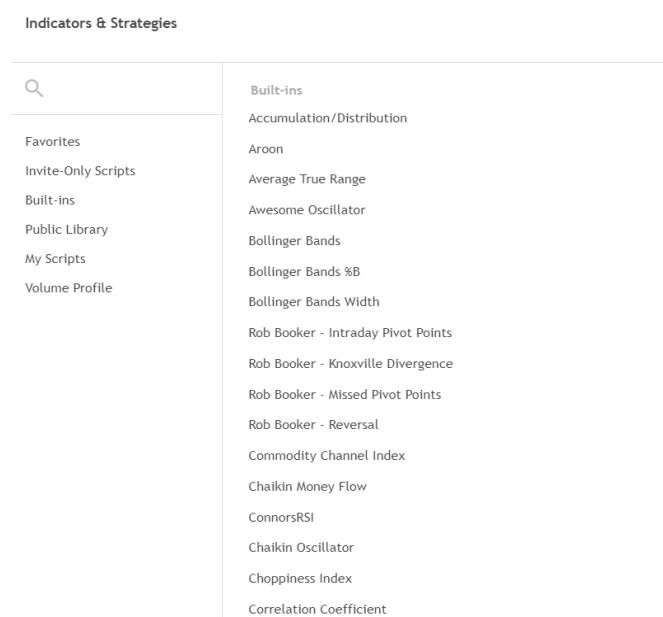 Indicators & Strategies
Favorites
Invite-Only Scripts
Built-ins
Public Library
My Scripts
Volume Profile
Built-ins
Accumulation/Distribution
Aroon
Average True Range
Awesome Oscillator
Bollinger Bands
Bollinger Bands %B
Bollinger Bands Width
Rob Booker - Intraday Pivot Points
Rob Booker - Knoxville Divergence
Rob Booker - Missed Pivot Points
Rob Booker - Reversal
Commodity Channel Index
Chaikin Money Flow
ConnorsRSI
Chaikin Oscillator
Choppiness Index
Correlation Coefficient